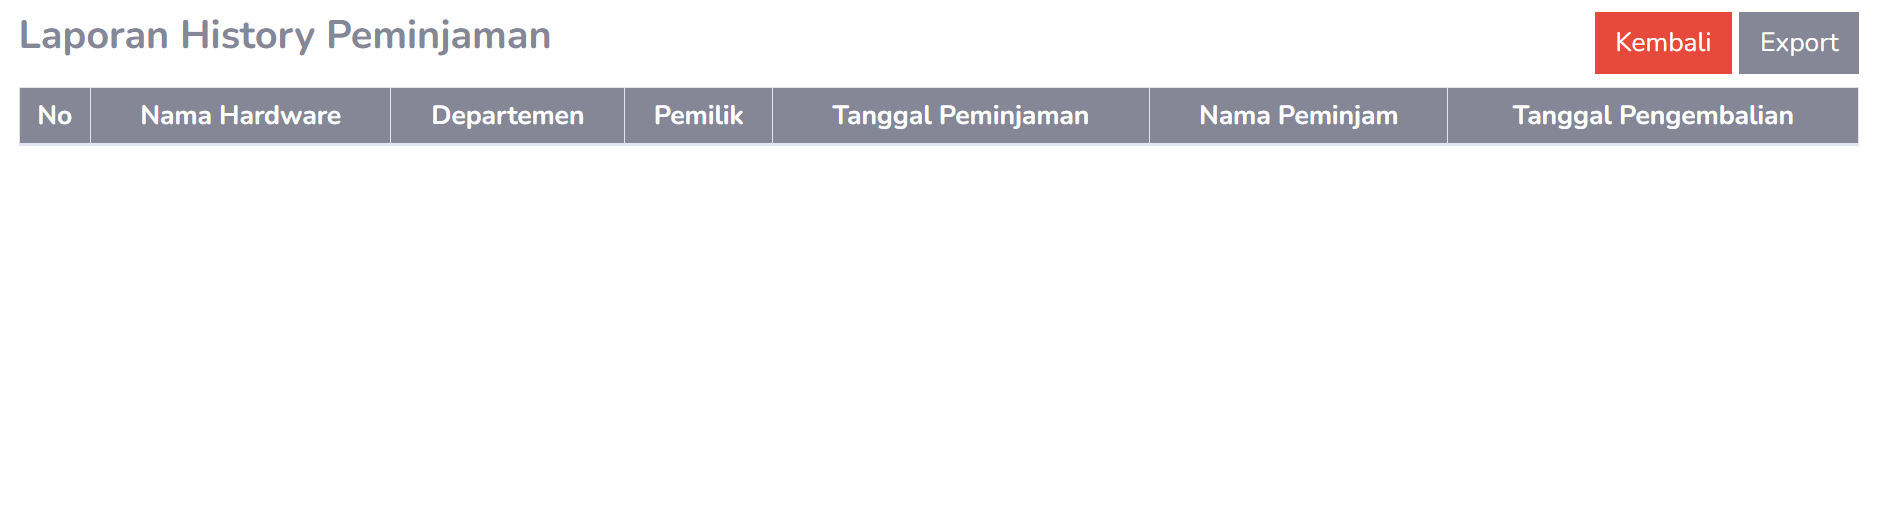 Laporan History Peminjaman
Kembali Export
No Nama Hardware Departemen Pemilik Tanggal Peminjaman Nama Peminjam Tanggal Pengembalian